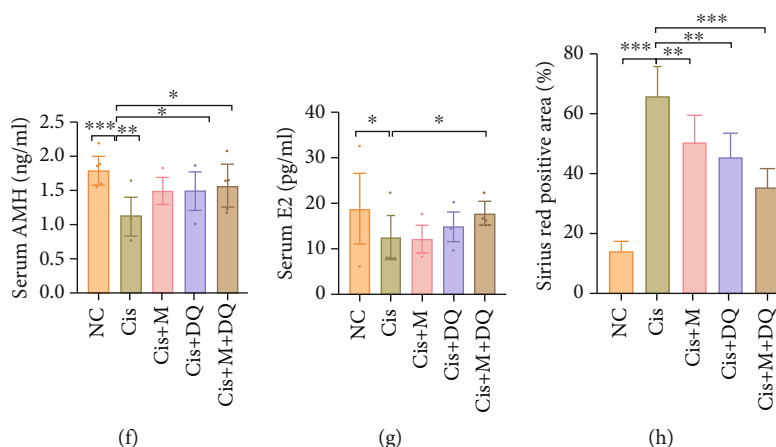 Serum AMH (ng/ml)
2.5
2.0
1.5
1.0
0.5
0.0
***
**
*
*
NC
Cis
Cis+M
Cis+DQ
Cis+M+DQ
(f)
Serum E2 (pg/ml)
40
30
20
10
0
*
*
NC
Cis
Cis+M
Cis+DQ
Cis+M+DQ
(g)
Sirius red positive area (%)
80
60
40
20
0
***
**
**
***
NC
Cis
Cis+M
Cis+DQ
Cis+M+DQ
(h)